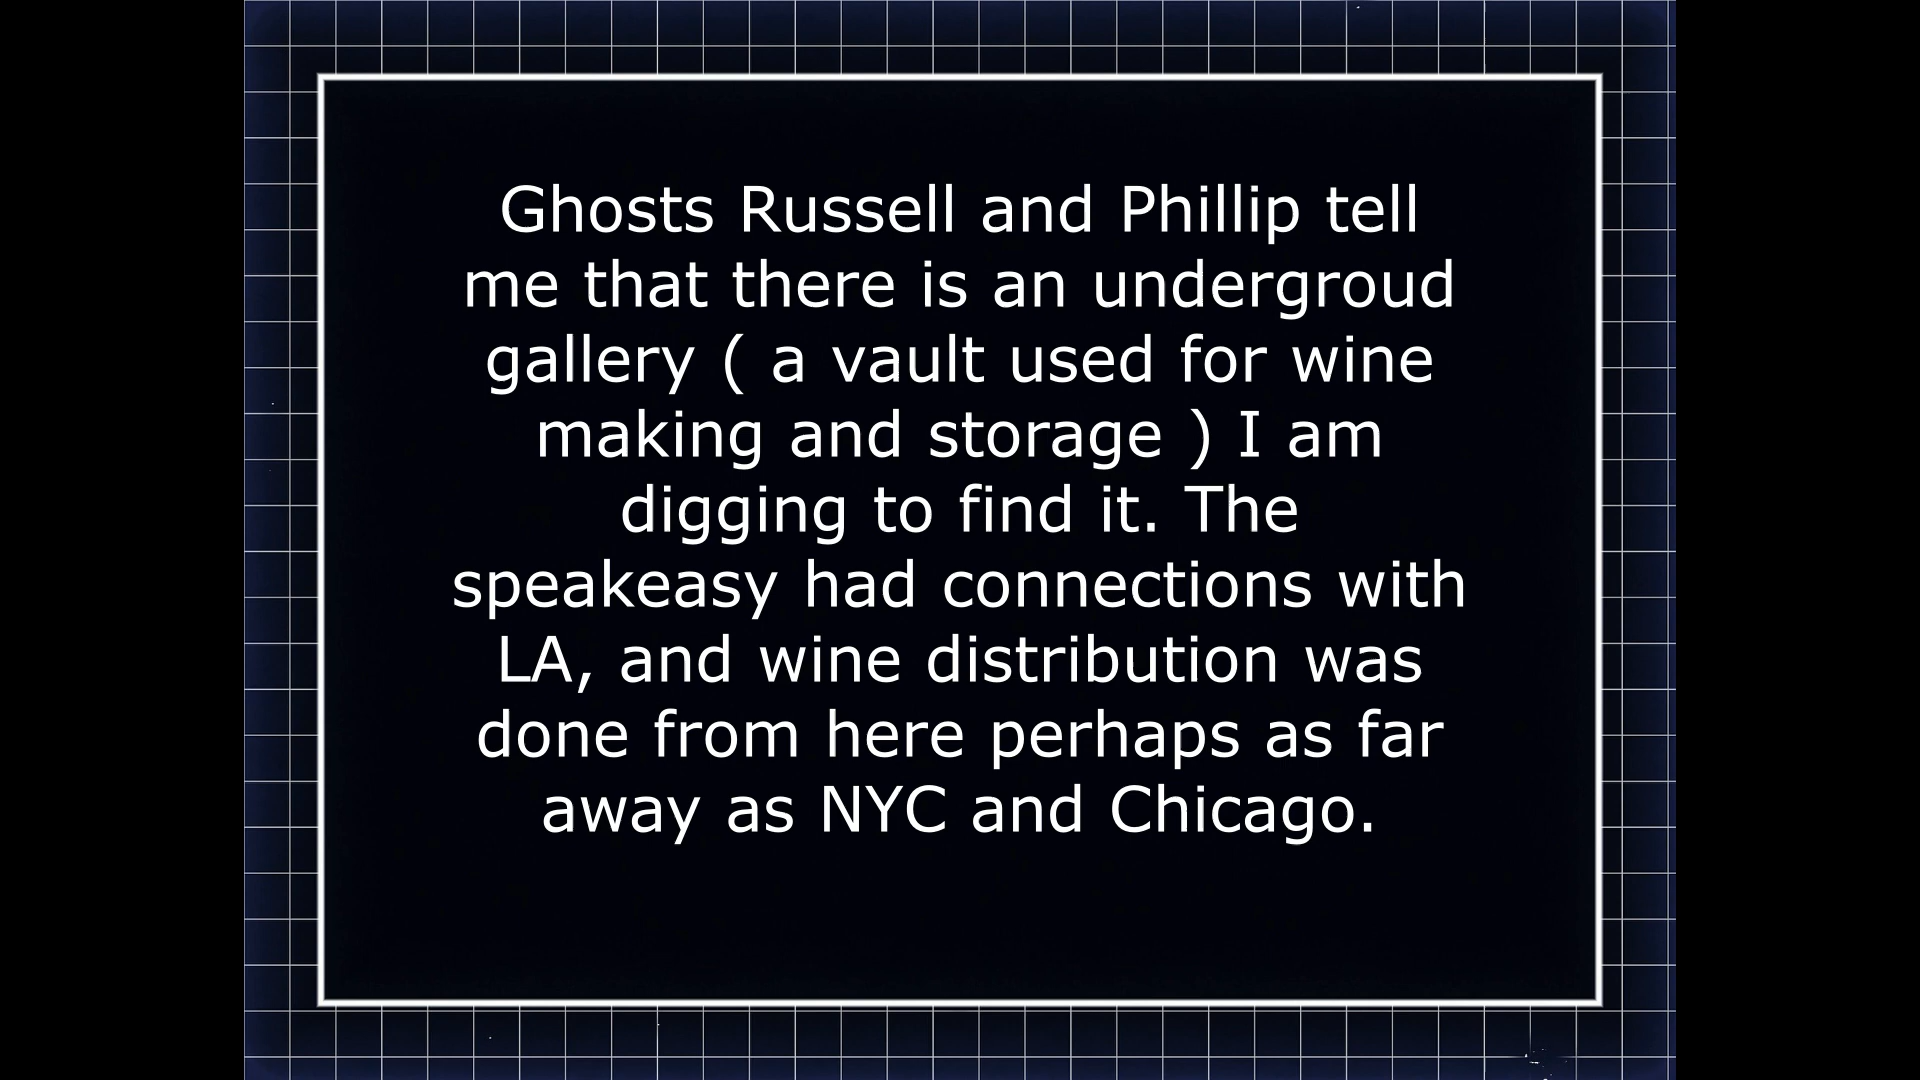 Ghosts Russell and Phillip tell
me that there is an undergroud
gallery ( a vault used for wine
making and storage ) I am
digging to find it. The
speakeasy had connections with
LA, and wine distribution was
done from here perhaps as far
away as NYC and Chicago.